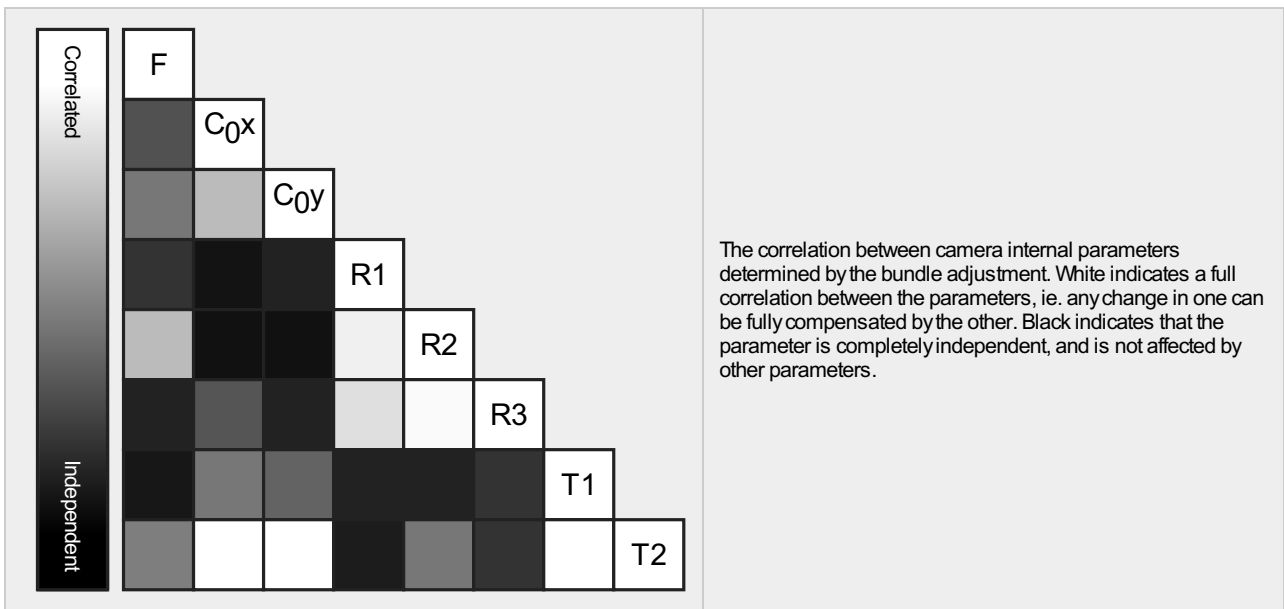 Correlated
Independent
F
C0x
C0y
R1
R2
R3
T1
T2
The correlation between camera internal parameters
determined by the bundle adjustment. White indicates a full
correlation between the parameters, ie. any change in one can
be fully compensated by the other. Black indicates that the
parameter is completely independent, and is not affected by
other parameters.